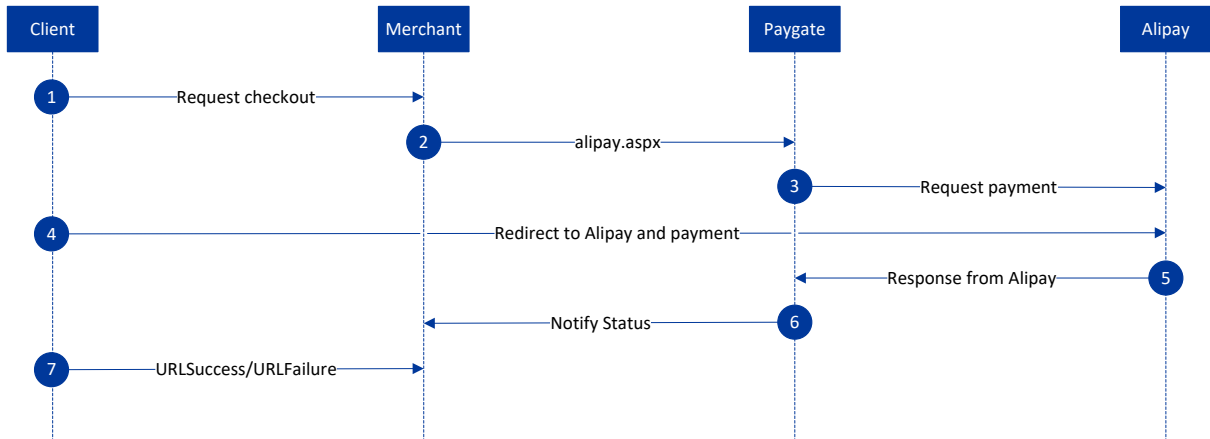 Client
Merchant
Paygate
Alipay
1
Request checkout
2
alipay.aspx
3
Request payment
4
Redirect to Alipay and payment
Response from Alipay
5
Notify Status
6
7
URLSuccess/URLFailure